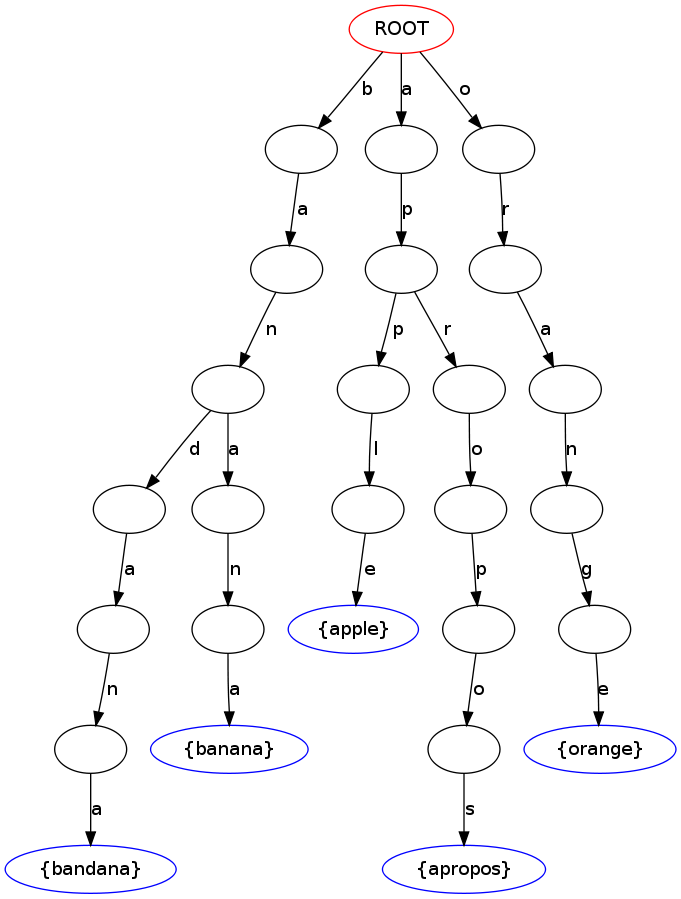 ROOT
b a o
a p r
n p r a
d a l o n
a n e p g
{apple}
n a o e
{banana} {orange}
a s
{bandana} {apropos}